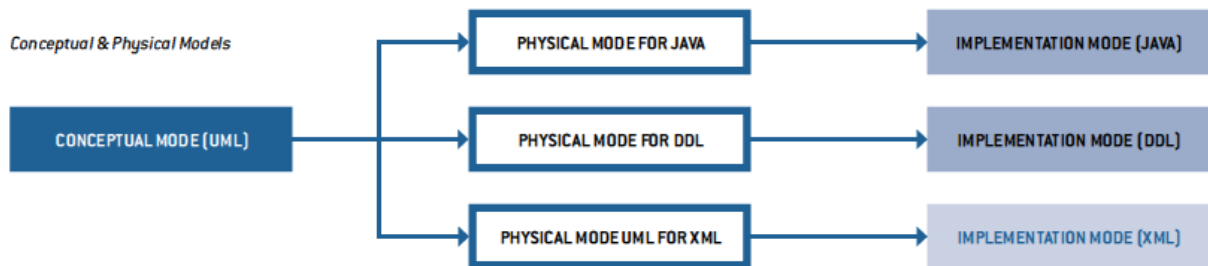 Conceptual & Physical Models
PHYSICAL MODE FOR JAVA
IMPLEMENTATION MODE (JAVA)
CONCEPTUAL MODE (UML)
PHYSICAL MODE FOR DDL
IMPLEMENTATION MODE (DDL)
PHYSICAL MODE UML FOR XML
IMPLEMENTATION MODE (XML)